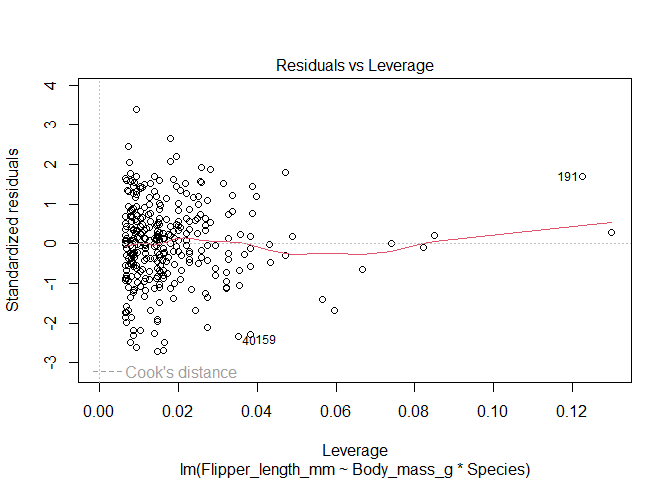 Residuals vs Leverage
Standardized residuals
4
3
2
1
0
-1
-2
-3
191
40159
Cook's distance
0.00 0.02 0.04 0.06 0.08 0.10 0.12
Leverage
lm(Flipper_length_mm ~ Body_mass_g * Species)